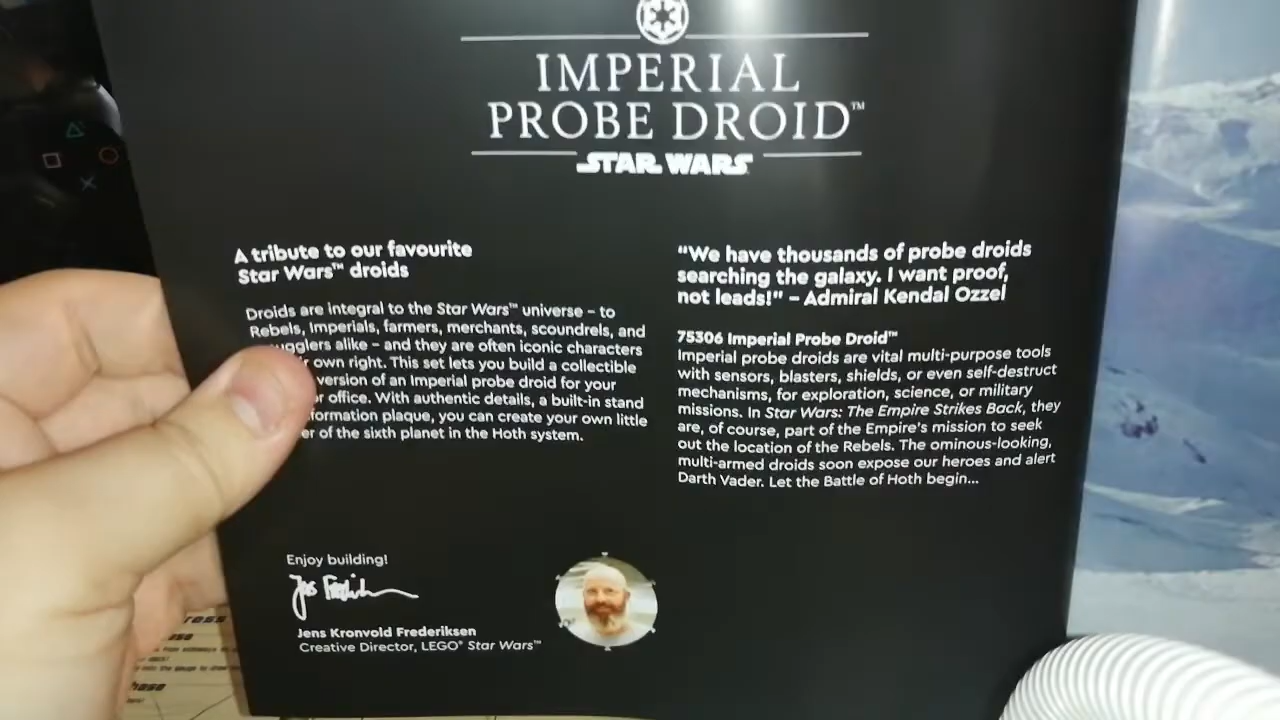 IMPERIAL
PROBE DROID™
STAR WARS
A tribute to our favourite
Star Wars™ droids
Droids are integral to the Star Wars™ universe – to
Rebels, Imperials, farmers, merchants, scoundrels, and
ugglers alike – and they are often iconic characters
own right. This set lets you build a collectible
version of an Imperial probe droid for your
or office. With authentic details, a built-in stand
formation plaque, you can create your own little
er of the sixth planet in the Hoth system.
Enjoy building!
Jens Kronvold Frederiksen
Creative Director, LEGO® Star Wars™
“We have thousands of probe droids
searching the galaxy. I want proof,
not leads!” – Admiral Kendal Ozzel
75306 Imperial Probe Droid™
Imperial probe droids are vital multi-purpose tools
with sensors, blasters, shields, or even self-destruct
mechanisms, for exploration, science, or military
missions. In Star Wars: The Empire Strikes Back, they
are, of course, part of the Empire’s mission to seek
out the location of the Rebels. The ominous-looking,
multi-armed droids soon expose our heroes and alert
Darth Vader. Let the Battle of Hoth begin...